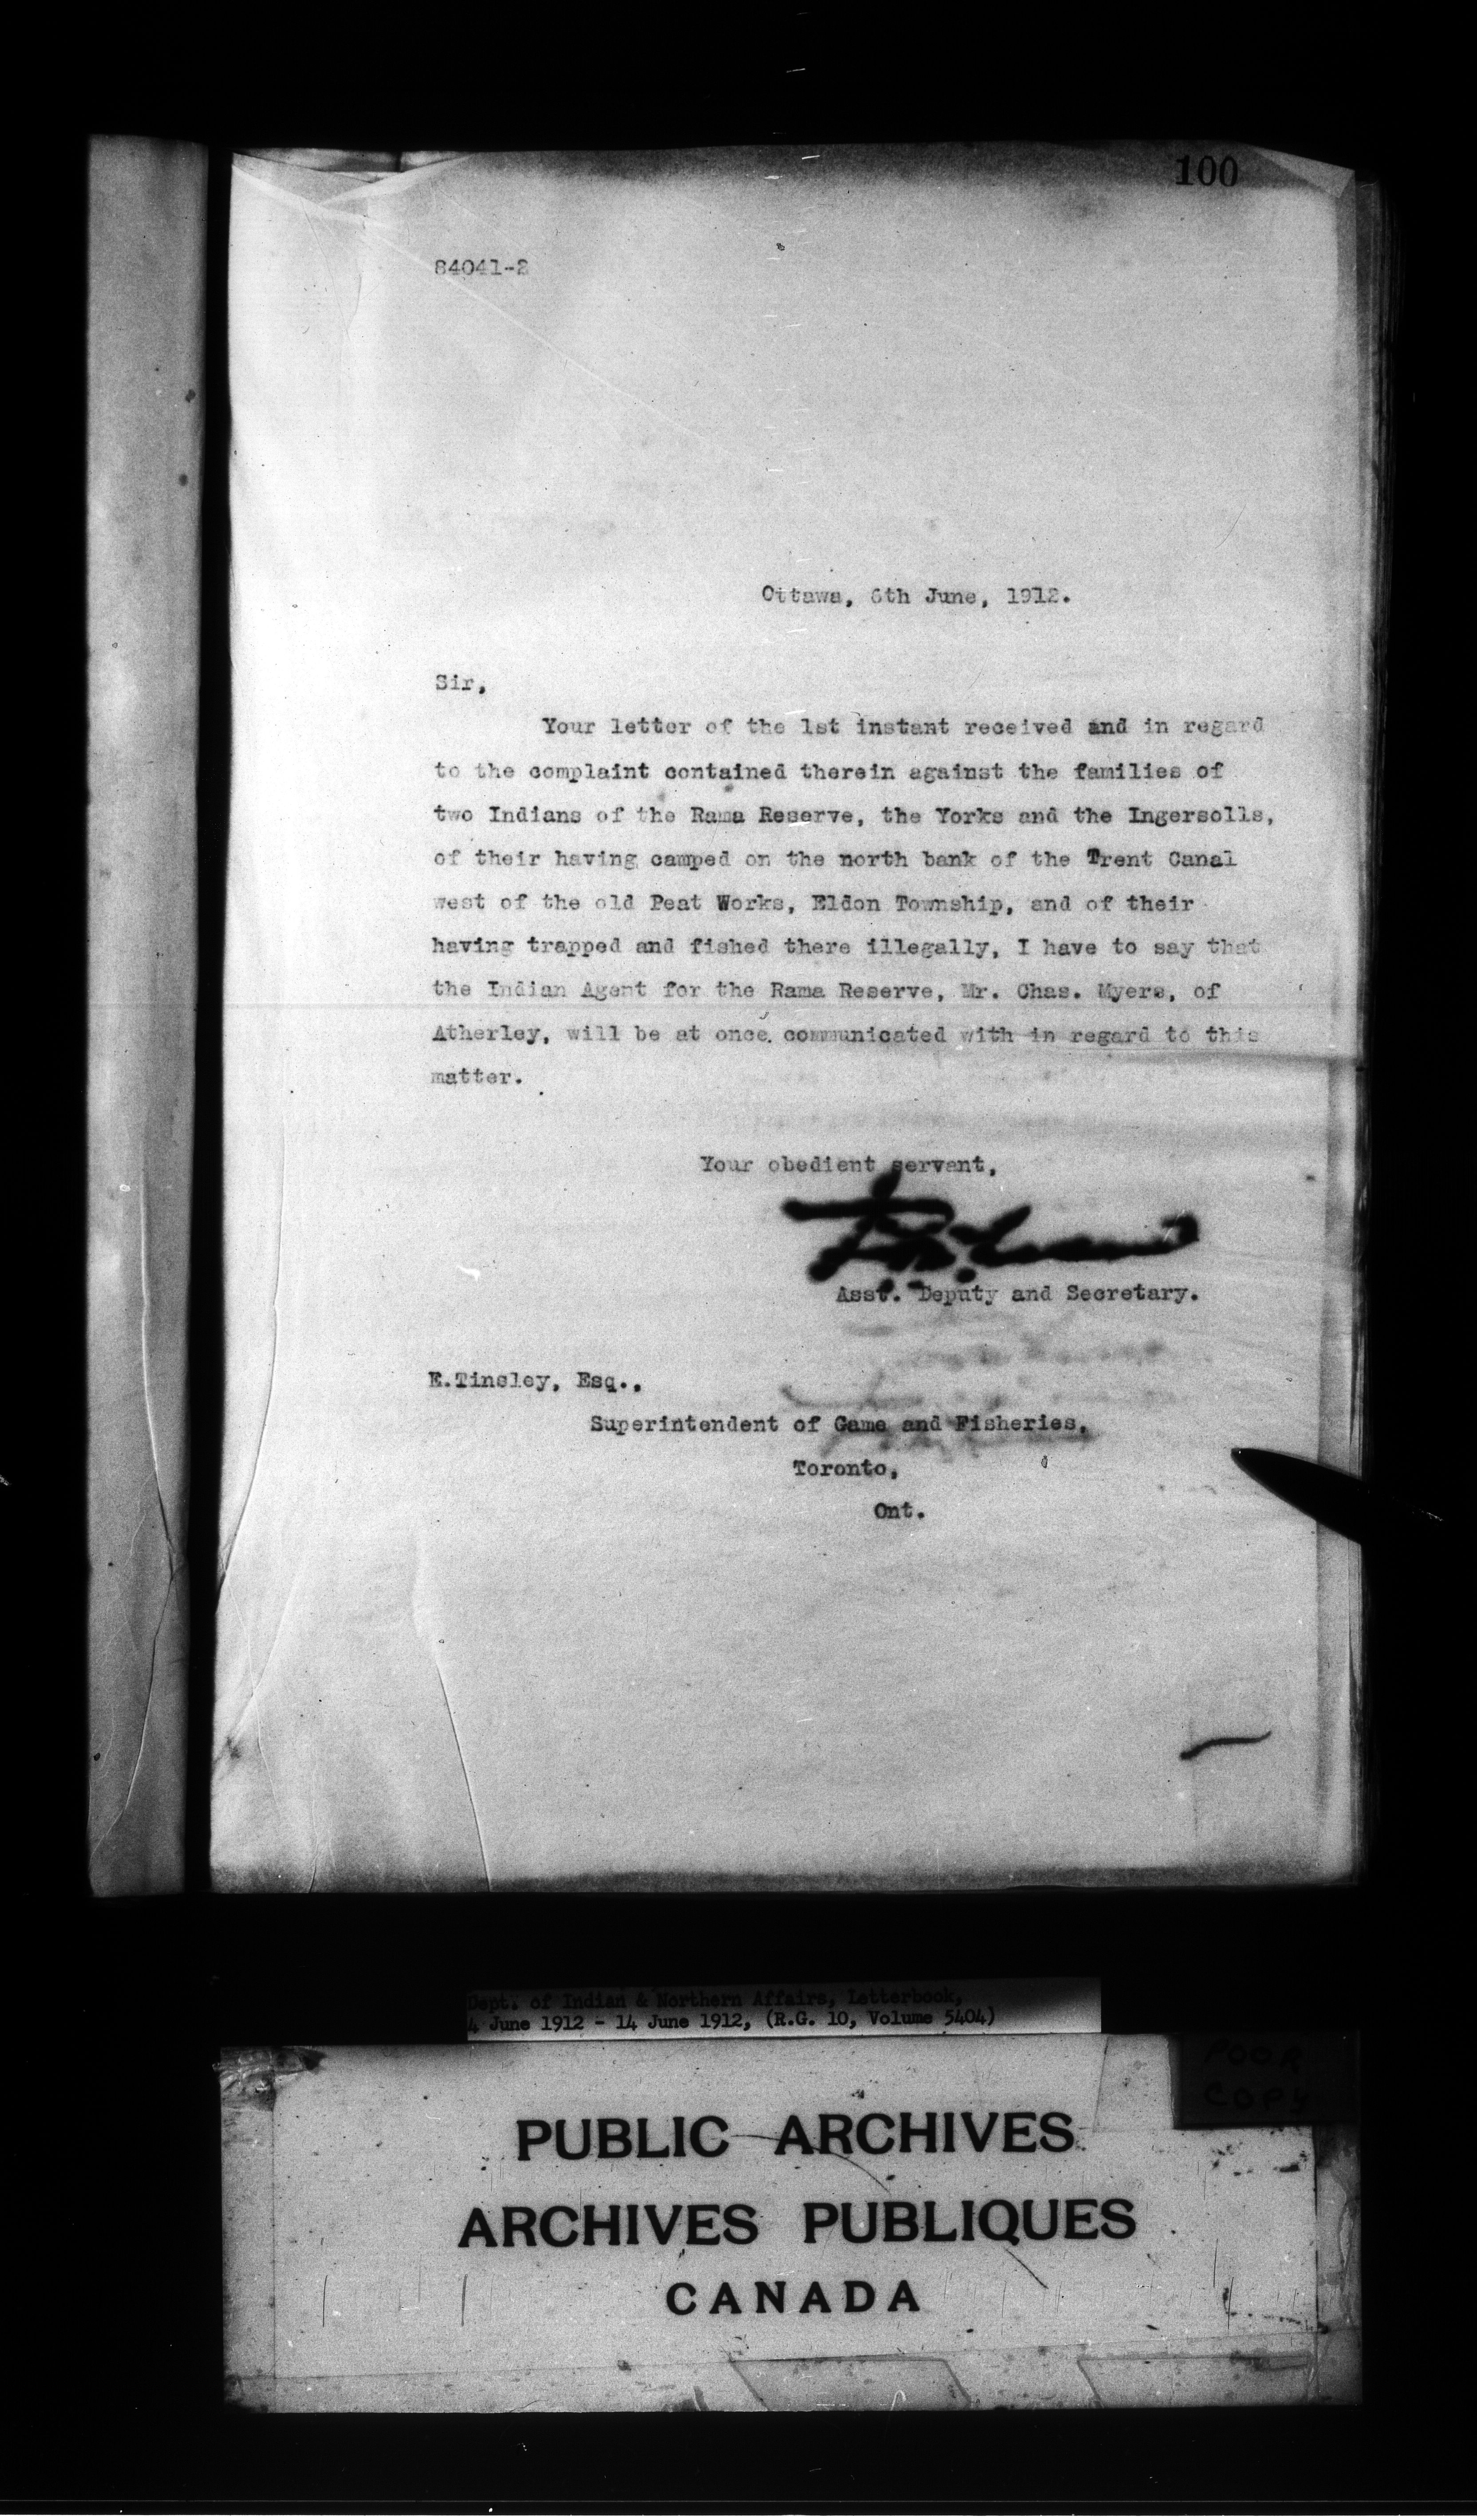 100
84041-2
Ottawa, 6th June, 1912.
Sir,
Your letter of the 1st instant received and in regard
to the complaint contained therein against the families of
two Indians of the Rama Reserve, the Yorks and the Ingersolls,
of their having camped on the north bank of the Trent Canal
west of the old Peat Works, Eldon Township, and of their
having trapped and fished there illegally, I have to say that
the Indian Agent for the Rama Reserve, Mr. Chas. Myers, of
Atherley, will be at once communicated with in regard to this
matter.
Your obedient servant,
Asst. Deputy and Secretary.
E.Tinsley, Esq.,
Superintendent of Game and Fisheries,
Toronto,
Ont.
Dept. of Indian & Northern Affairs, Letterbook,
4 June 1912 - 14 June 1912, (R.G. 10, Volume 5404)
POOR
COPY
PUBLIC ARCHIVES
ARCHIVES PUBLIQUES
CANADA